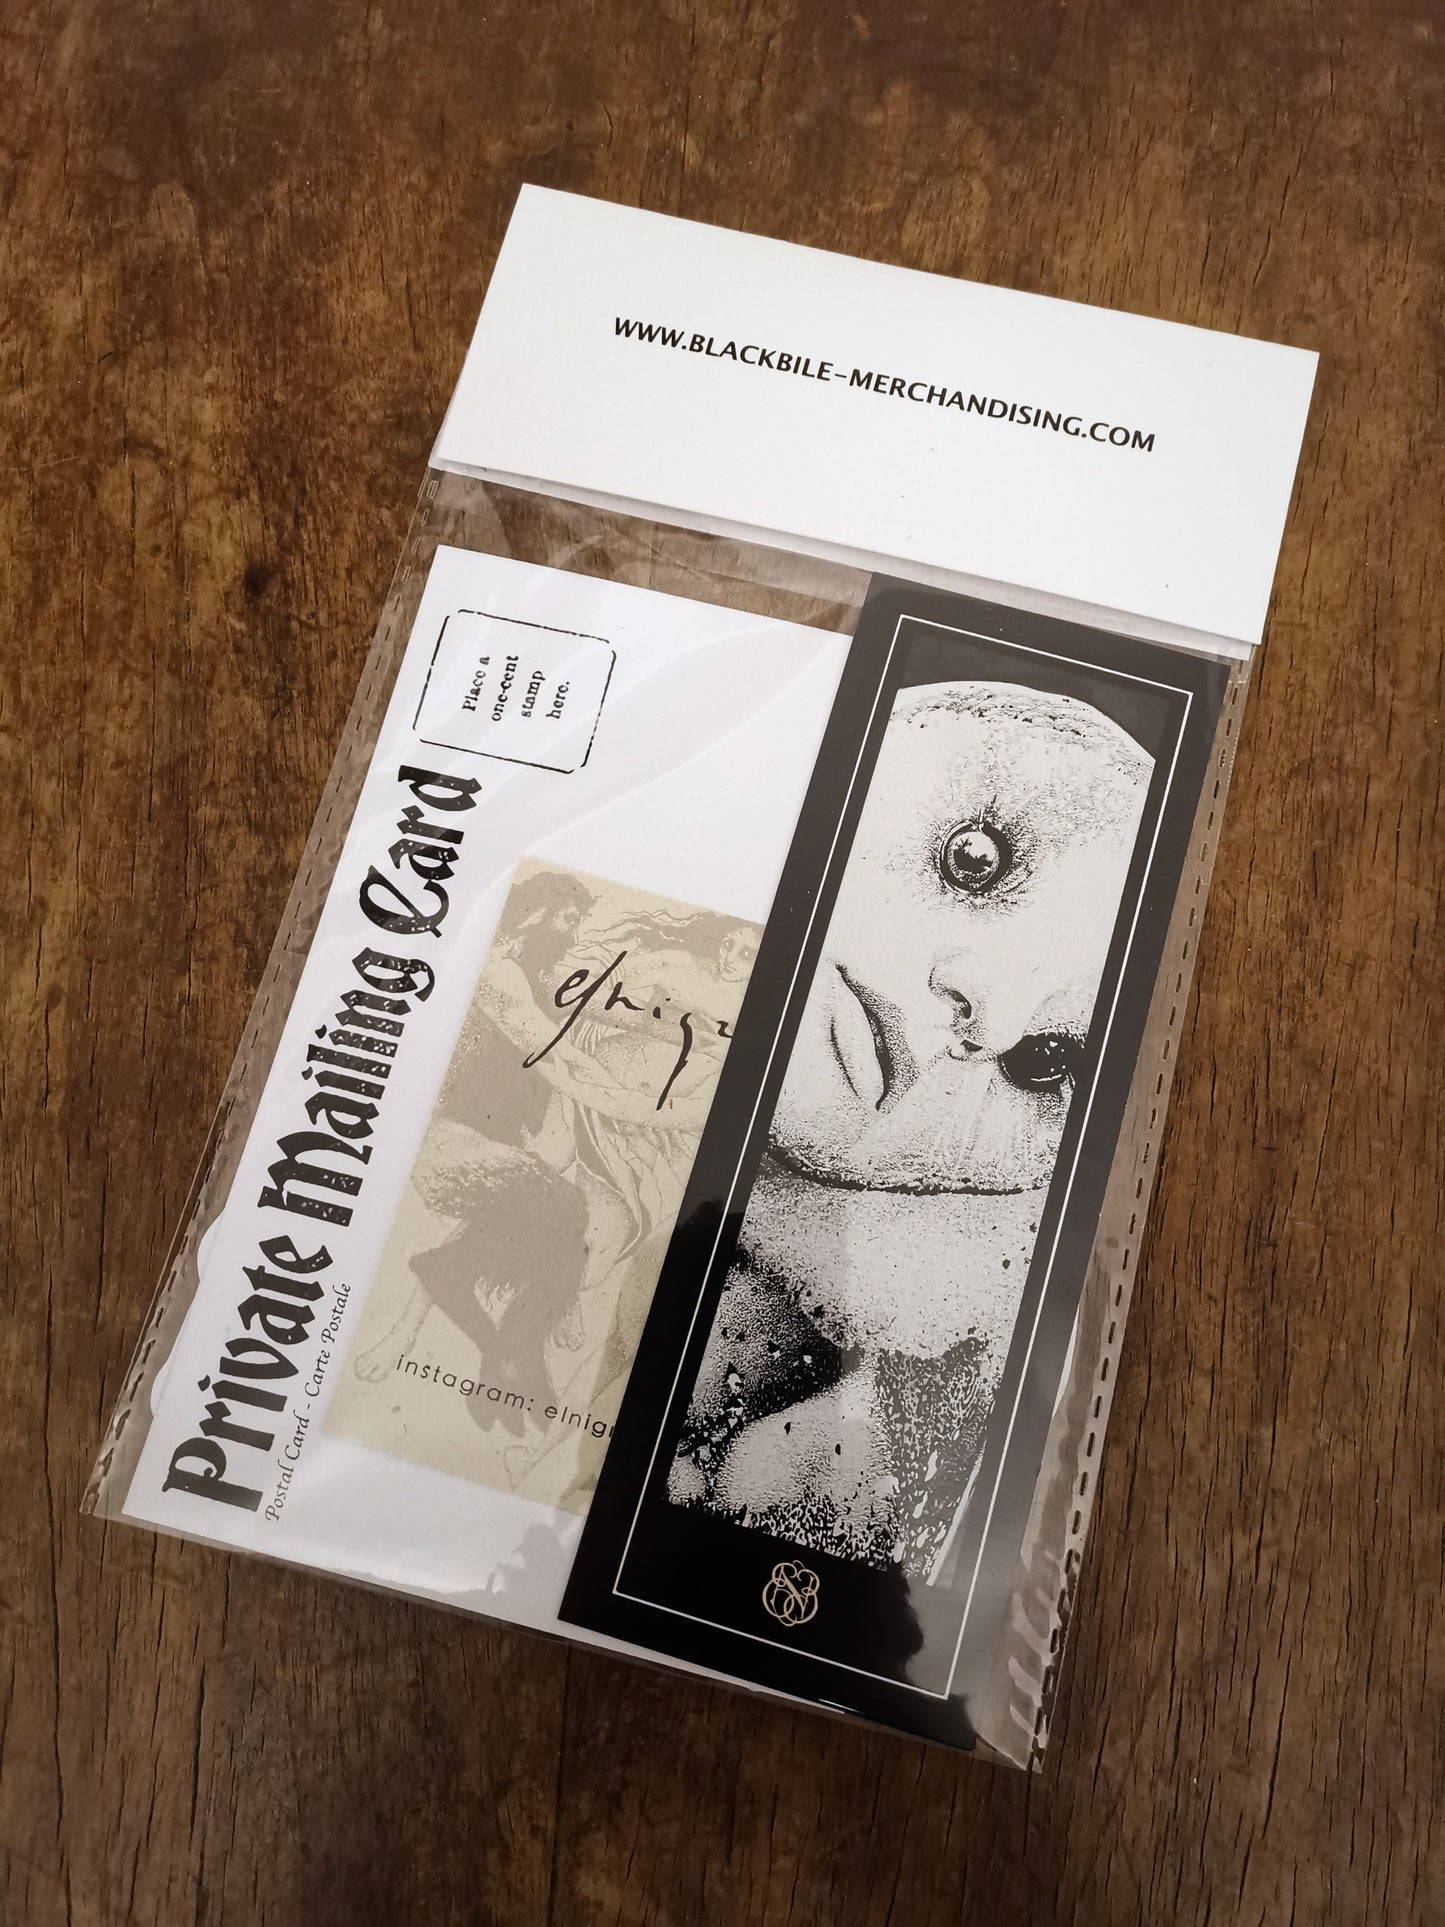 WWW.BLACKBILE-MERCHANDISING.COM
Place a
one-cent
stamp
here.
Private Mailing Card
Postal Card - Carte Postale
instagram: